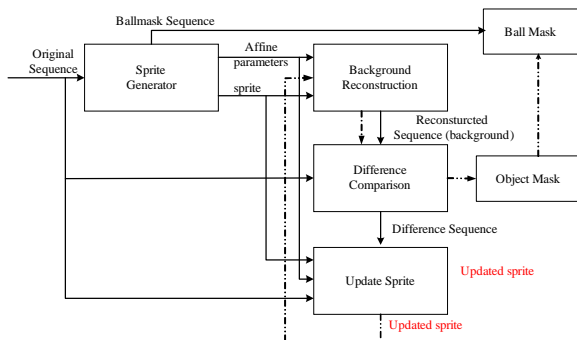 Ballmask Sequence
Ball Mask
Original
Sequence
Sprite
Generator
Affine
parameters
sprite
Background
Reconstruction
Reconsturcted
Sequence (background)
Difference
Comparison
Object Mask
Difference Sequence
Update Sprite
Updated sprite
Updated sprite